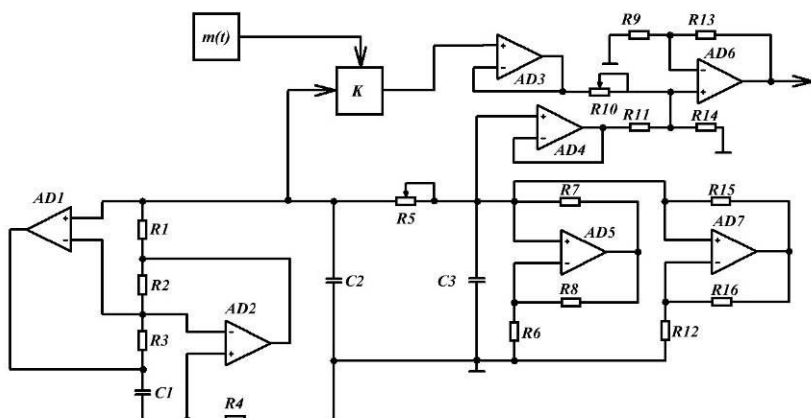 R9
R13
m(t)
AD6
K
AD3
R10
R11
R14
AD4
AD1
R7
R15
R1
R5
AD5
AD7
R2
C2
C3
R8
R16
AD2
R6
R12
R3
C1
R4